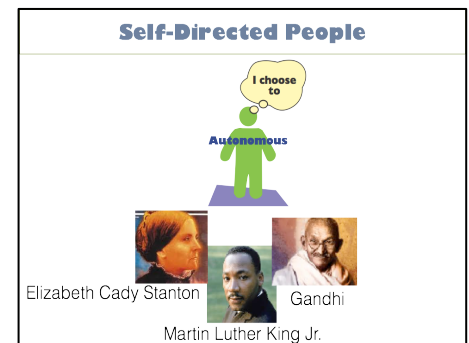 Self-Directed People
I choose
to
Autonomous
Elizabeth Cady Stanton
Gandhi
Martin Luther King Jr.